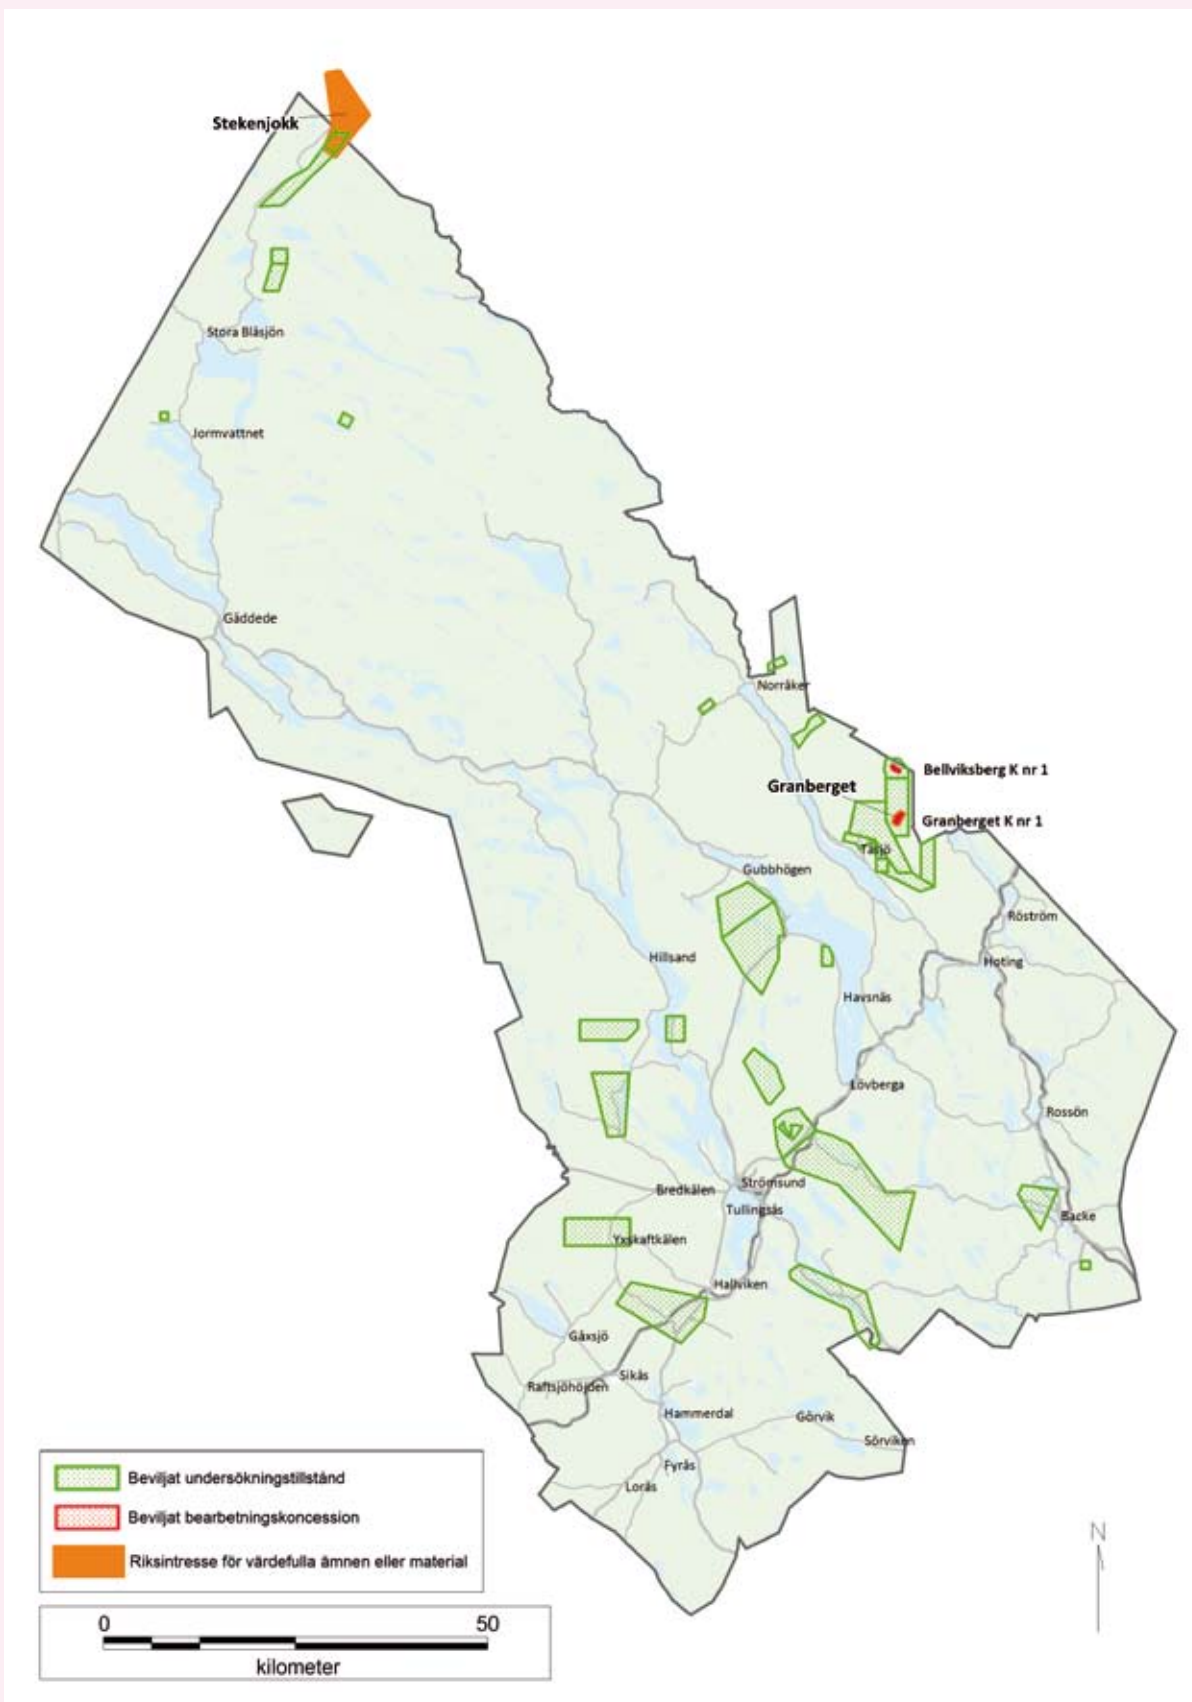 Stekenjokk
Stora Blåsjön
Jormvattnet
Gäddede
Norråker
Bellviksberg K nr 1
Granberget
Granberget K nr 1
Tåsjö
Gubbhögen
Röström
Hillsand
Hoting
Havsnäs
Lövberga
Rossön
Strömsund
Bredkälen
Tullingsås
Backe
Yxskaftkälen
Hallviken
Gåxsjö
Sikås
Raftsjöhöjden
Hammerdal
Görvik
Sörviken
Fyrås
Lorås
Beviljat undersökningstillstånd
Beviljat bearbetningskoncession
Riksintresse för värdefulla ämnen eller material
N
0 50
kilometer